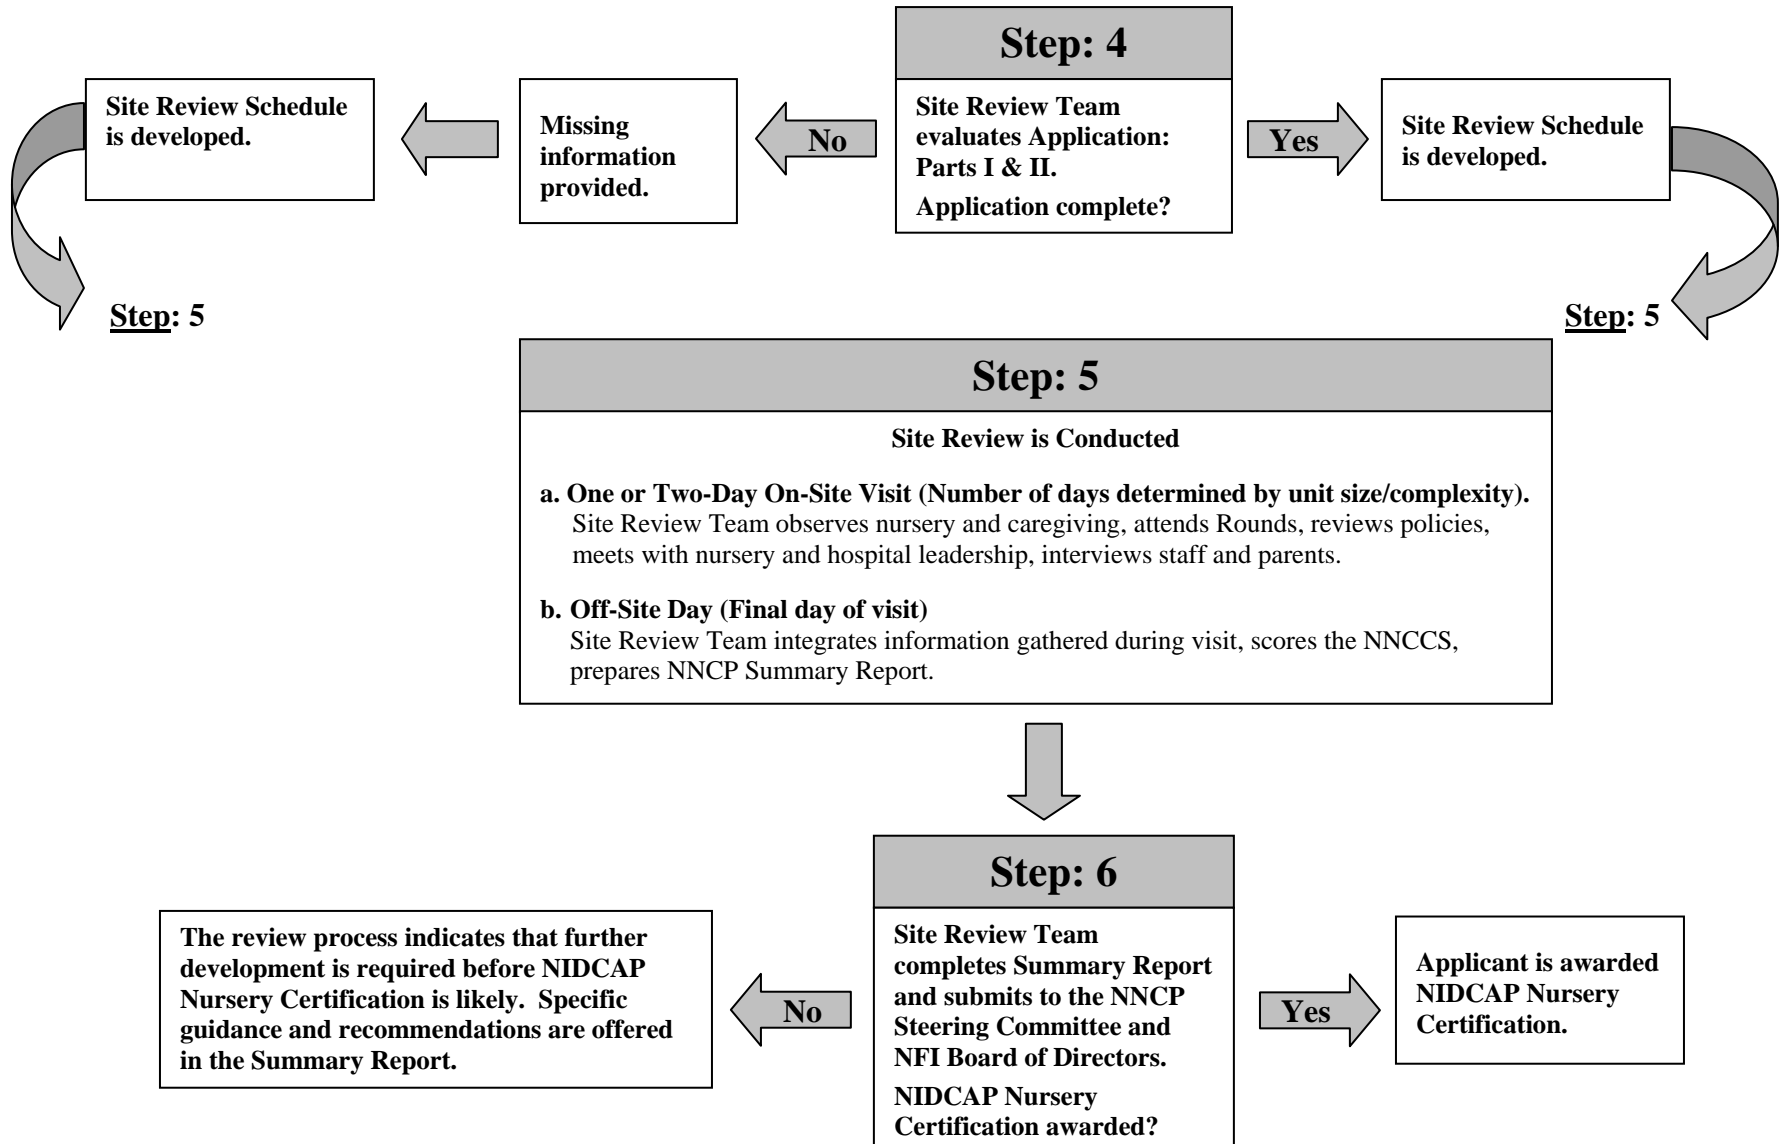 Step: 4
Site Review Team
evaluates Application:
Parts I & II.
Application complete?
No
Missing
information
provided.
Site Review Schedule
is developed.
Step: 5
Yes
Site Review Schedule
is developed.
Step: 5
Step: 5
Site Review is Conducted
a. One or Two-Day On-Site Visit (Number of days determined by unit size/complexity).
Site Review Team observes nursery and caregiving, attends Rounds, reviews policies,
meets with nursery and hospital leadership, interviews staff and parents.
b. Off-Site Day (Final day of visit)
Site Review Team integrates information gathered during visit, scores the NNCCS,
prepares NNCP Summary Report.
Step: 6
Site Review Team
completes Summary Report
and submits to the NNCP
Steering Committee and
NFI Board of Directors.
NIDCAP Nursery
Certification awarded?
No
The review process indicates that further
development is required before NIDCAP
Nursery Certification is likely.  Specific
guidance and recommendations are offered
in the Summary Report.
Yes
Applicant is awarded
NIDCAP Nursery
Certification.